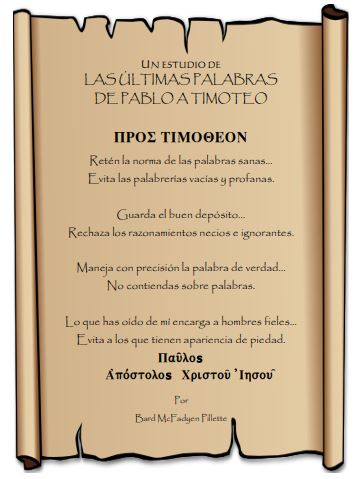 UN ESTUDIO DE
LAS ÚLTIMAS PALABRAS
DE PABLO A TIMOTEO
ΠΡΟΣ ΤΙΜΟΘΕΟΝ
Retén la norma de las palabras sanas...
Evita las palabrerías vacías y profanas.
Guarda el buen depósito...
Rechaza los razonamientos necios e ignorantes.
Maneja con precisión la palabra de verdad...
No contiendas sobre palabras.
Lo que has oído de mí encarga a hombres fieles...
Evita a los que tienen apariencia de piedad.
Παῦλος
Ἀπόστολος Χριστοῦ Ἰησοῦ
Por
Bard McFadyen Pillette